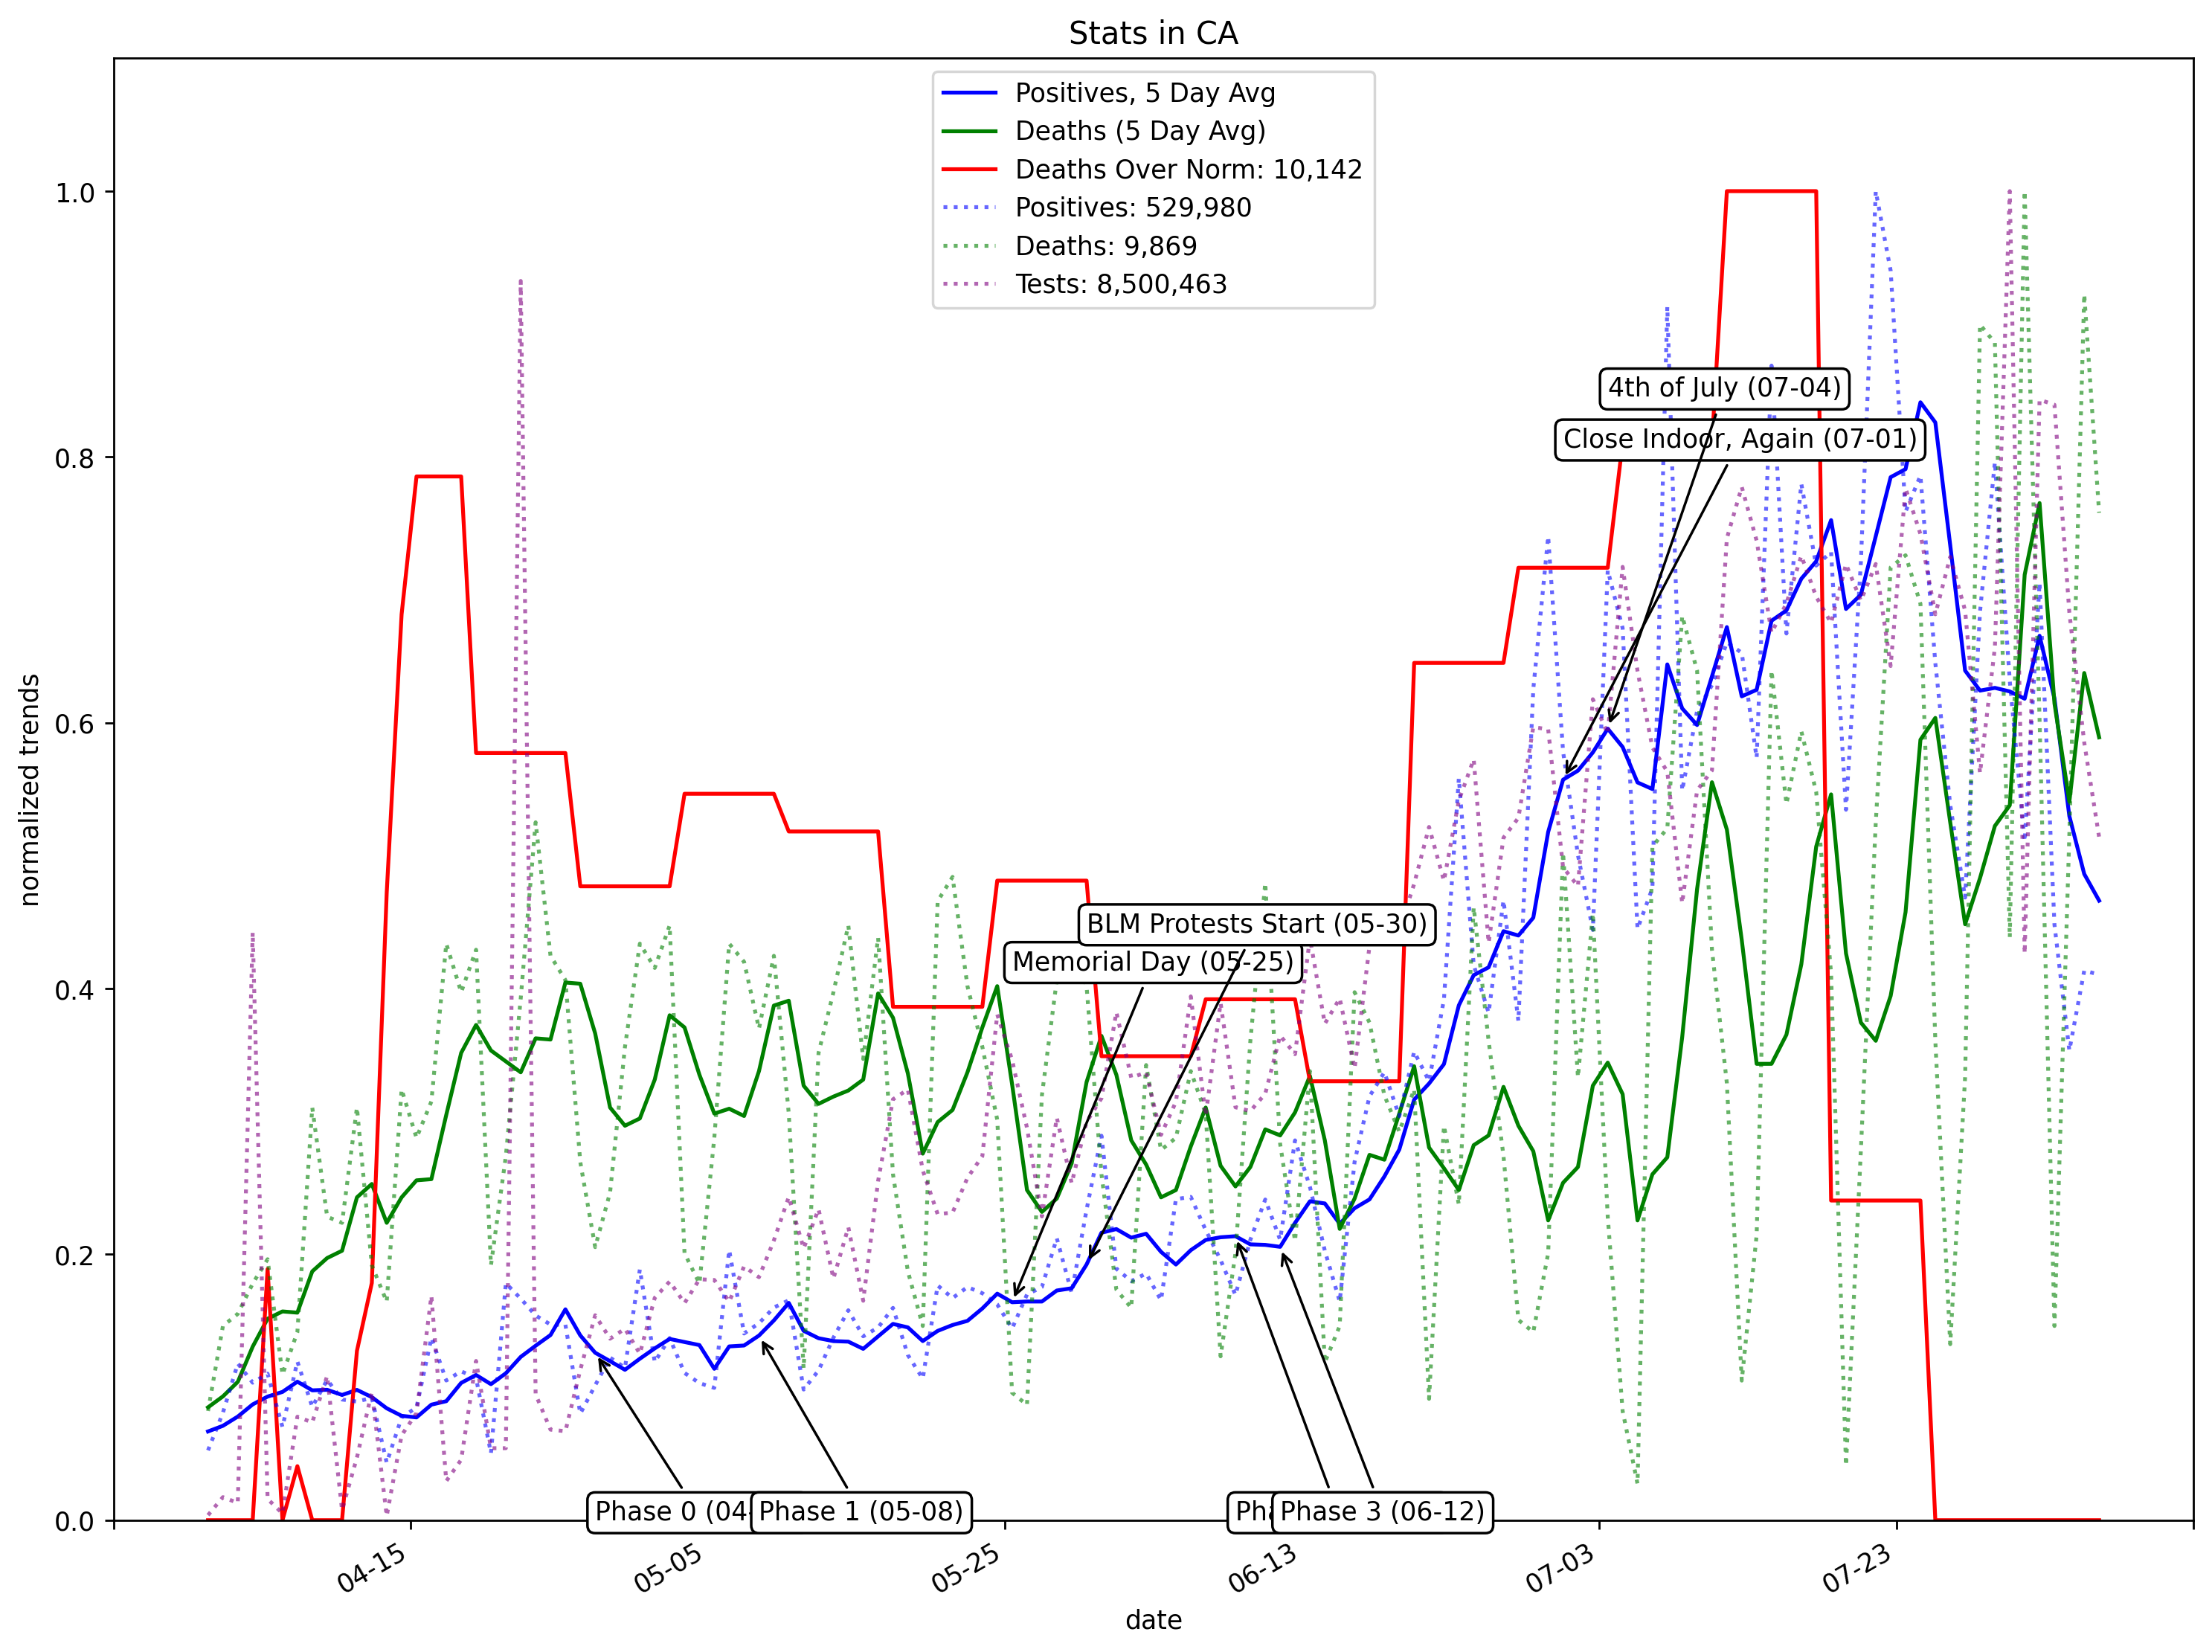 Stats in CA
Positives, 5 Day Avg
Deaths (5 Day Avg)
Deaths Over Norm: 10,142
Positives: 529,980
Deaths: 9,869
Tests: 8,500,463
1.0
0.8
0.6
0.4
0.2
0.0
normalized trends
4th of July (07-04)
Close Indoor, Again (07-01)
BLM Protests Start (05-30)
Memorial Day (05-25)
Phase 0 (04-
Phase 1 (05-08)
Phase 3 (06-12)
04-15
05-05
05-25
06-13
07-03
07-23
date